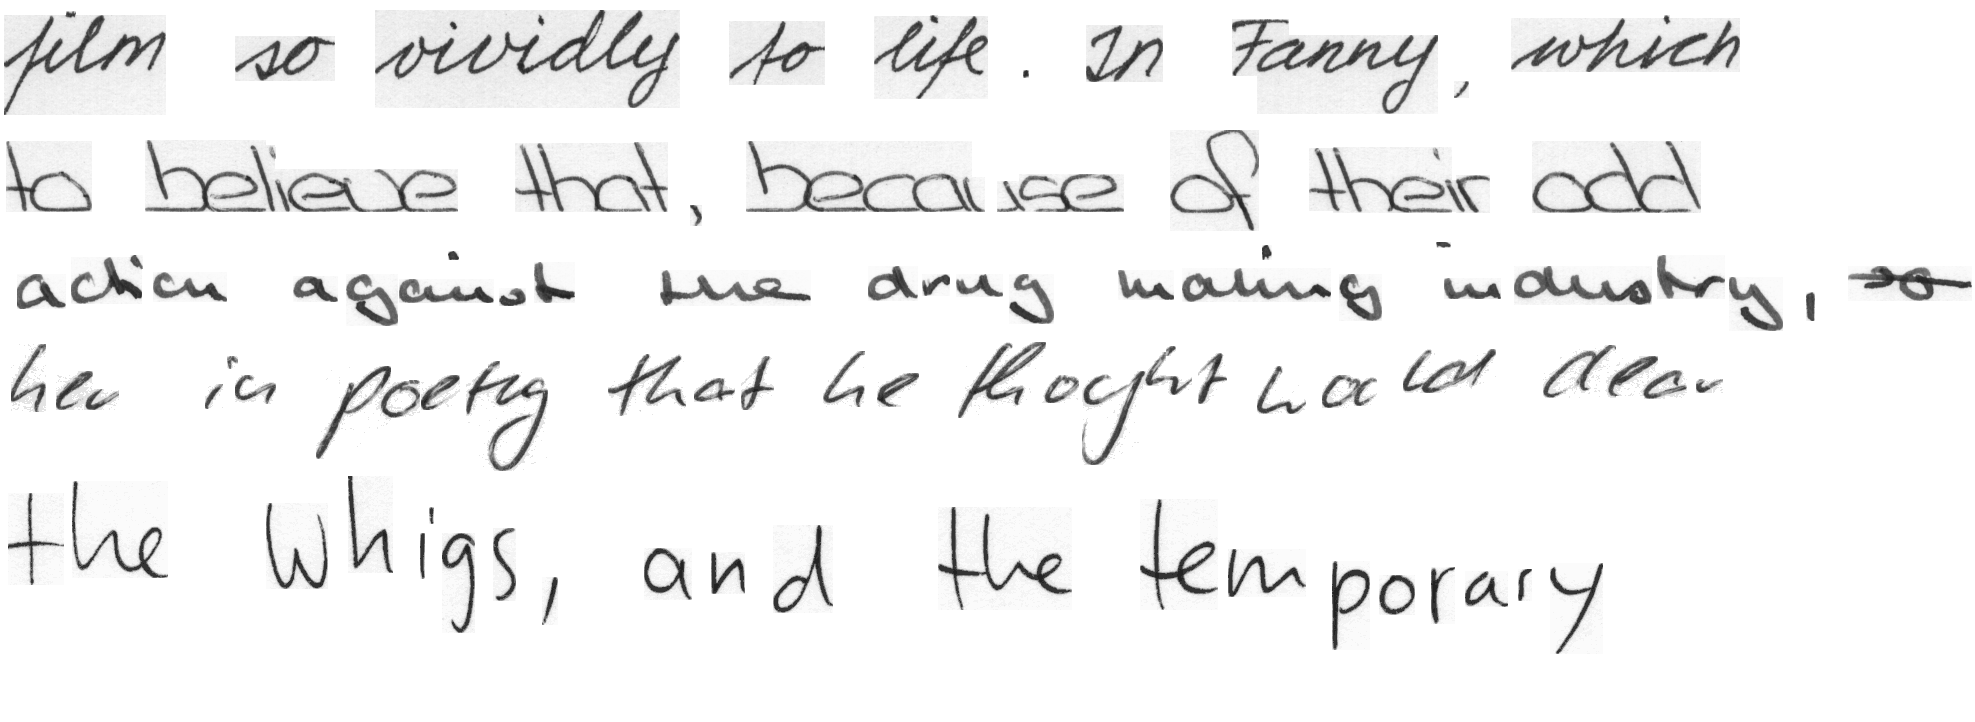 film so vividly to life. In Fanny, which
to believe that, because of their odd
action against the drug making industry, so
her in poetry that he thoght would dear
the Whigs, and the temporary